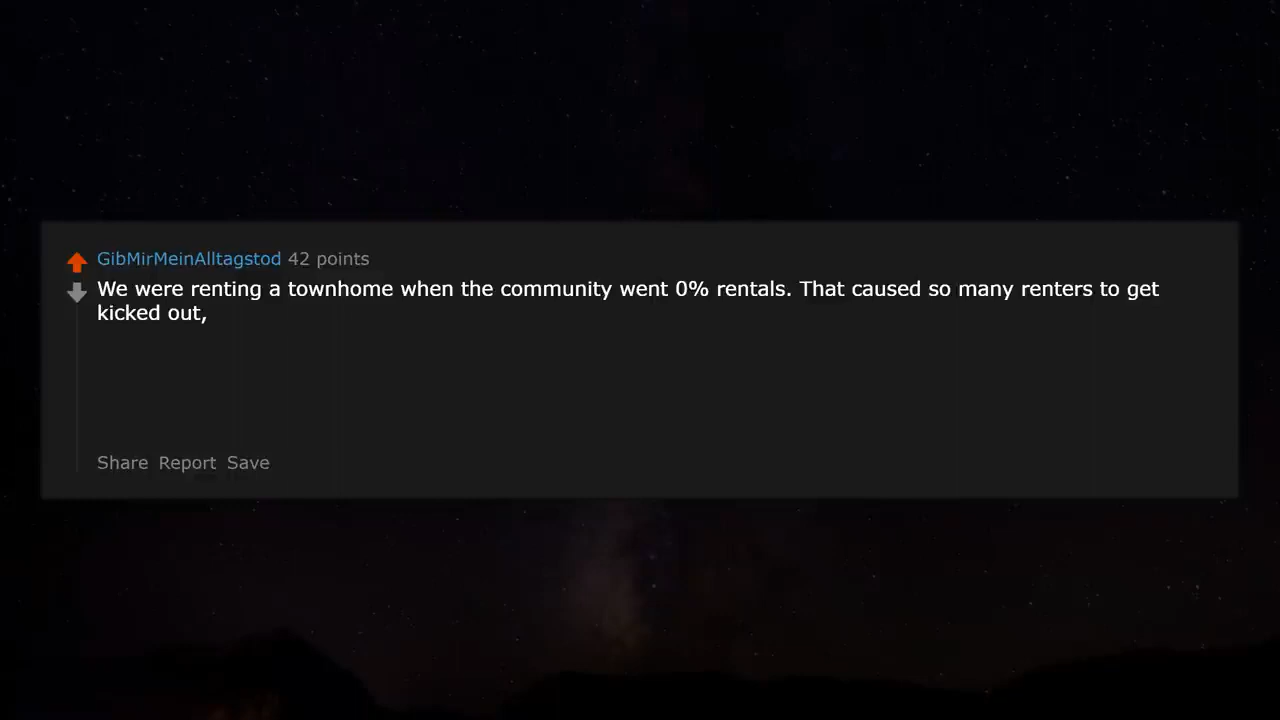 GibMirMeinAlltagstod 42 points
We were renting a townhome when the community went 0% rentals. That caused so many renters to get
kicked out,
Share Report Save